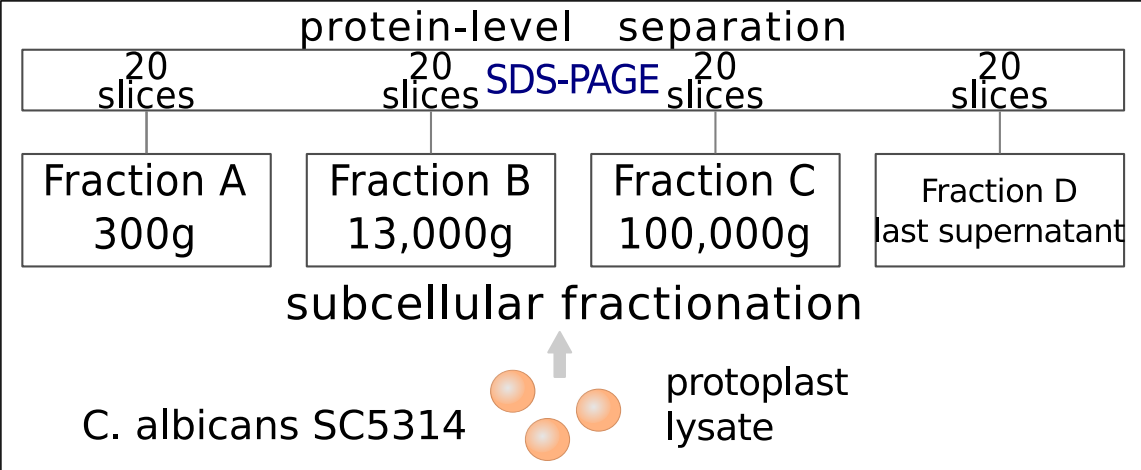 protein-level separation
20 slices
20 slices
SDS-PAGE
20 slices
20 slices
Fraction A
300g
Fraction B
13,000g
Fraction C
100,000g
Fraction D
last supernatant
subcellular fractionation
C. albicans SC5314
protoplast
lysate